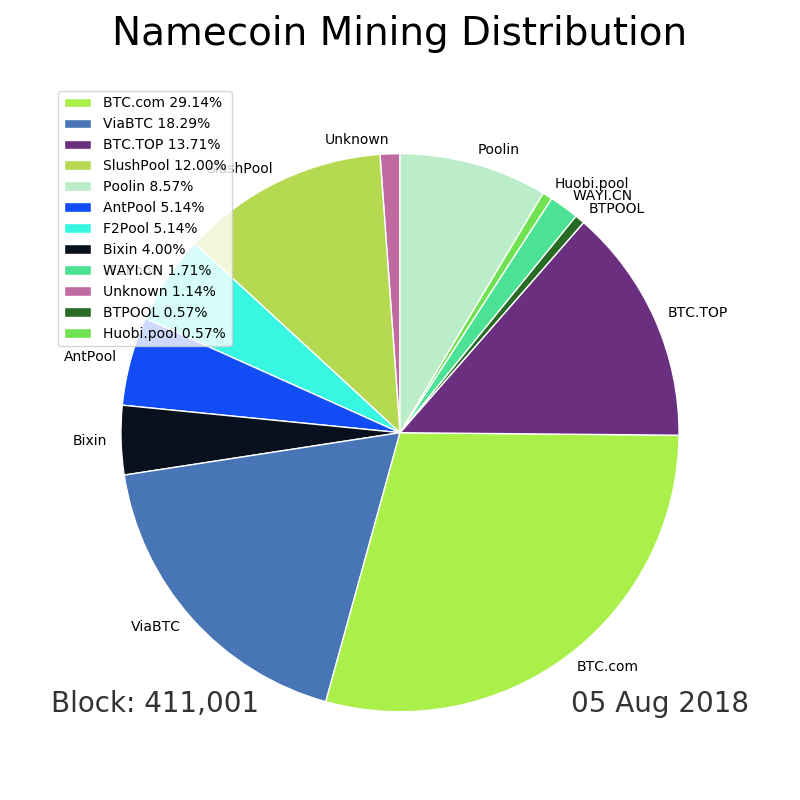 Namecoin Mining Distribution
BTC.com 29.14%
ViaBTC 18.29%
BTC.TOP 13.71%
SlushPool 12.00%
Poolin 8.57%
AntPool 5.14%
F2Pool 5.14%
Bixin 4.00%
WAYI.CN 1.71%
Unknown 1.14%
BTPOOL 0.57%
Huobi.pool 0.57%
Unknown
Poolin
SlushPool
Huobi.pool
WAYI.CN
BTPOOL
BTC.TOP
AntPool
Bixin
ViaBTC
BTC.com
Block: 411,001
05 Aug 2018